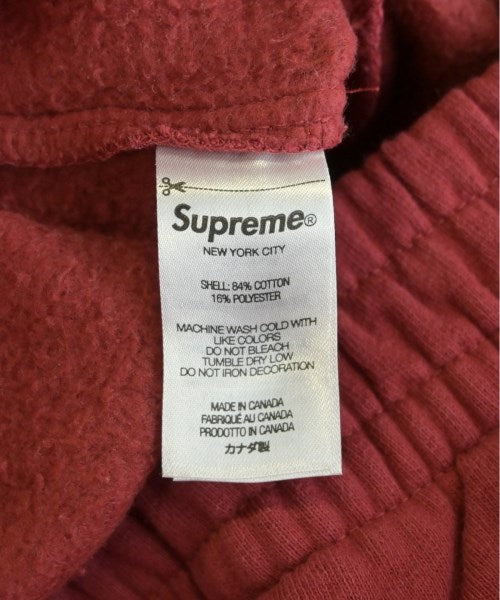 Supreme®
NEW YORK CITY
SHELL: 84% COTTON
16% POLYESTER
MACHINE WASH COLD WITH
LIKE COLORS
DO NOT BLEACH
TUMBLE DRY LOW
DO NOT IRON DECORATION
MADE IN CANADA
FABRIQUÉ AU CANADA
PRODOTTO IN CANADA
カナダ製